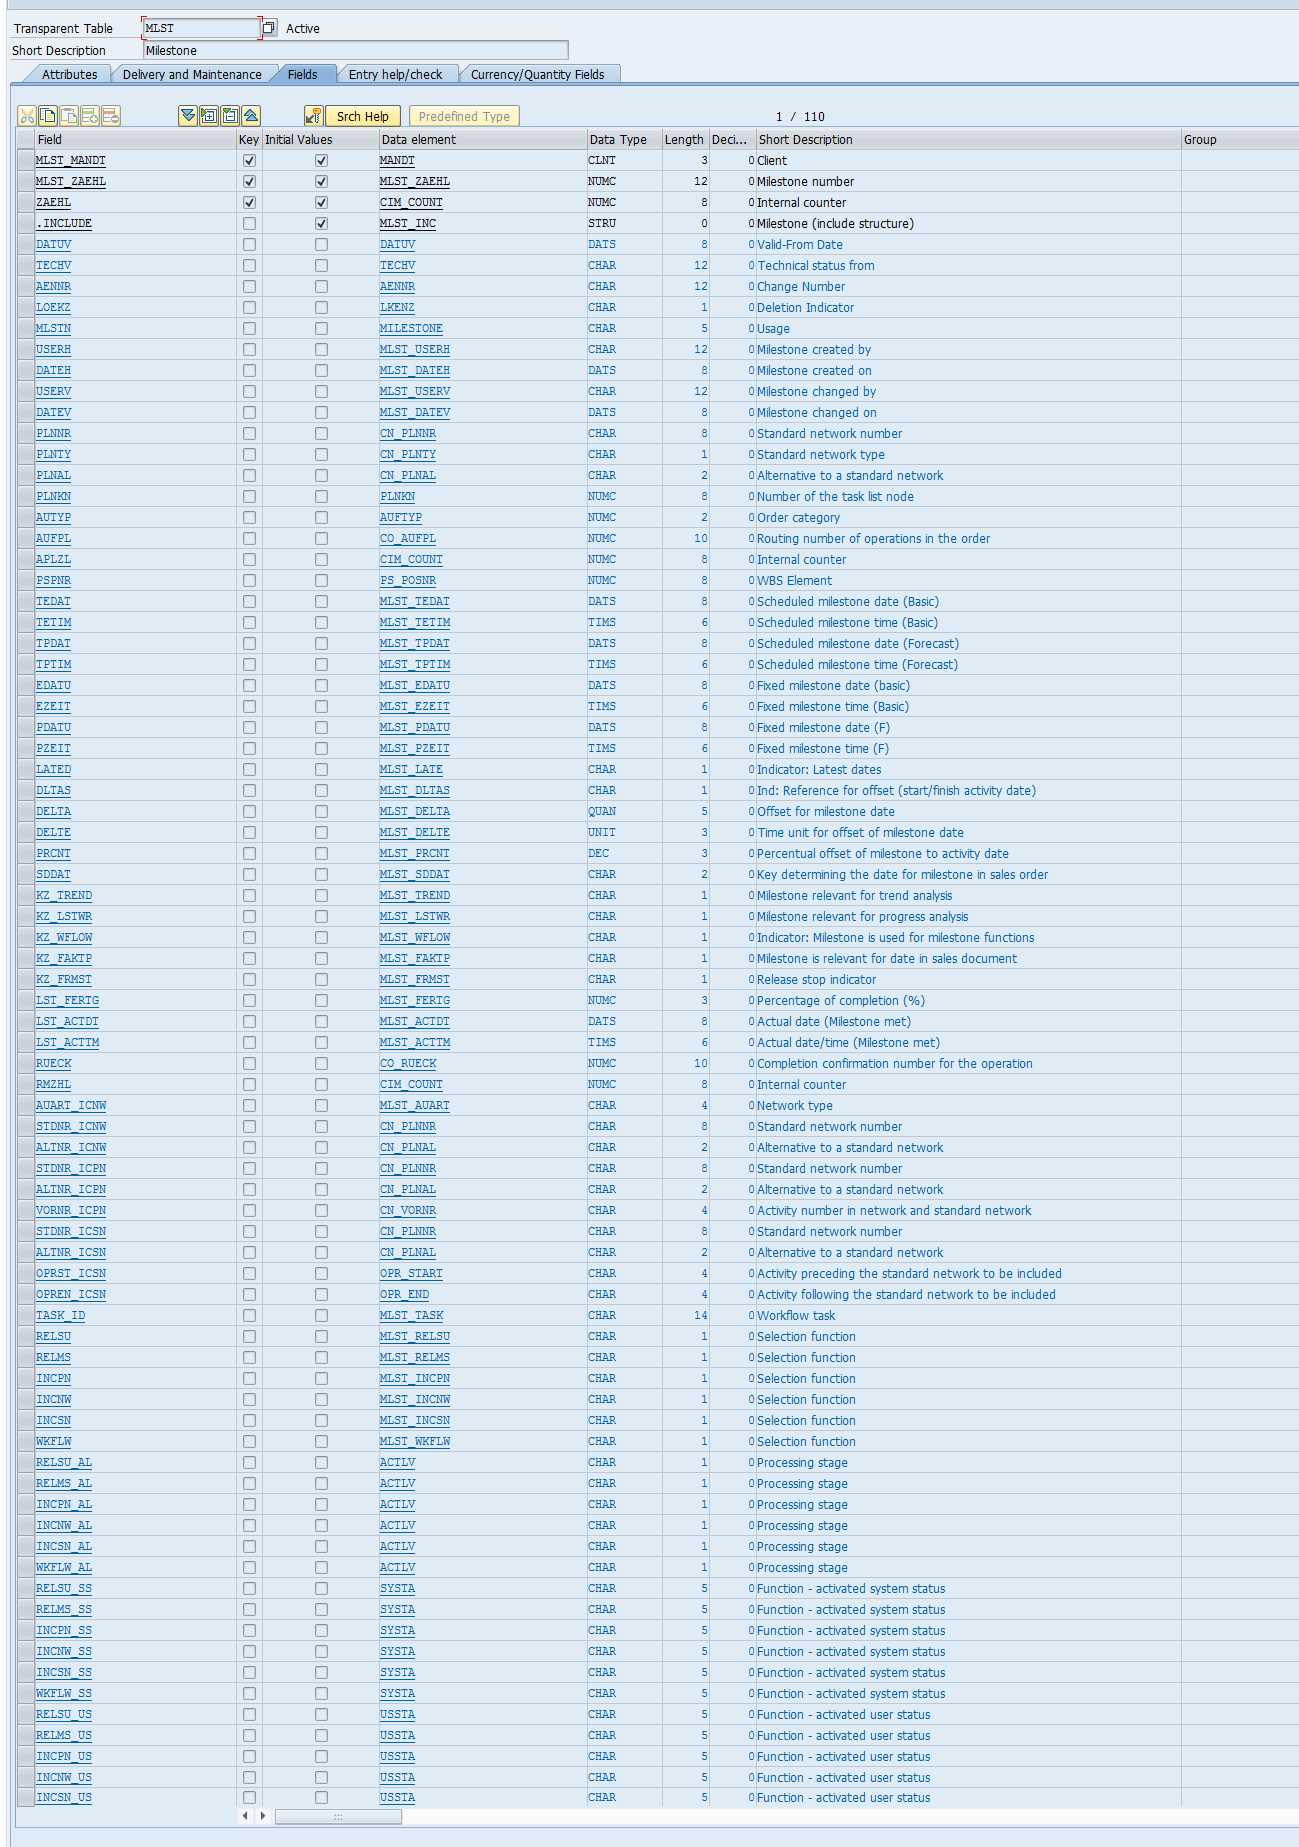 Transparent Table MLST Active
Short Description Milestone
Attributes Delivery and Maintenance Fields Entry help/check Currency/Quantity Fields
Srch Help Predefined Type 1 / 110
Field Key Initial Values Data element Data Type Length Deci... Short Description Group
MLST_MANDT MANDT CLNT 3 0 Client
MLST_ZAEHL MLST_ZAEHL NUMC 12 0 Milestone number
ZAEHL CIM_COUNT NUMC 8 0 Internal counter
.INCLUDE MLST_INC STRU 0 0 Milestone (include structure)
DATUV DATUV DATS 8 0 Valid-From Date
TECHV TECHV CHAR 12 0 Technical status from
AENNR AENNR CHAR 12 0 Change Number
LOEKZ LKENZ CHAR 1 0 Deletion Indicator
MLSTN MILESTONE CHAR 5 0 Usage
USERH MLST_USERH CHAR 12 0 Milestone created by
DATEH MLST_DATEH DATS 8 0 Milestone created on
USERV MLST_USERV CHAR 12 0 Milestone changed by
DATEV MLST_DATEV DATS 8 0 Milestone changed on
PLNNR CN_PLNNR CHAR 8 0 Standard network number
PLNTY CN_PLNTY CHAR 1 0 Standard network type
PLNAL CN_PLNAL CHAR 2 0 Alternative to a standard network
PLNKN PLNKN NUMC 8 0 Number of the task list node
AUTYP AUFTYP NUMC 2 0 Order category
AUFPL CO_AUFPL NUMC 10 0 Routing number of operations in the order
APLZL CIM_COUNT NUMC 8 0 Internal counter
PSPNR PS_POSNR NUMC 8 0 WBS Element
TEDAT MLST_TEDAT DATS 8 0 Scheduled milestone date (Basic)
TETIM MLST_TETIM TIMS 6 0 Scheduled milestone time (Basic)
TPDAT MLST_TPDAT DATS 8 0 Scheduled milestone date (Forecast)
TPTIM MLST_TPTIM TIMS 6 0 Scheduled milestone time (Forecast)
EDATU MLST_EDATU DATS 8 0 Fixed milestone date (basic)
EZEIT MLST_EZEIT TIMS 6 0 Fixed milestone time (Basic)
PDATU MLST_PDATU DATS 8 0 Fixed milestone date (F)
PZEIT MLST_PZEIT TIMS 6 0 Fixed milestone time (F)
LATED MLST_LATE CHAR 1 0 Indicator: Latest dates
DLTAS MLST_DLTAS CHAR 1 0 Ind: Reference for offset (start/finish activity date)
DELTA MLST_DELTA QUAN 5 0 Offset for milestone date
DELTE MLST_DELTE UNIT 3 0 Time unit for offset of milestone date
PRCNT MLST_PRCNT DEC 3 0 Percentual offset of milestone to activity date
SDDAT MLST_SDDAT CHAR 2 0 Key determining the date for milestone in sales order
KZ_TREND MLST_TREND CHAR 1 0 Milestone relevant for trend analysis
KZ_LSTWR MLST_LSTWR CHAR 1 0 Milestone relevant for progress analysis
KZ_WFLOW MLST_WFLOW CHAR 1 0 Indicator: Milestone is used for milestone functions
KZ_FAKTP MLST_FAKTP CHAR 1 0 Milestone is relevant for date in sales document
KZ_FRMST MLST_FRMST CHAR 1 0 Release stop indicator
LST_FERTG MLST_FERTG NUMC 3 0 Percentage of completion (%)
LST_ACTDT MLST_ACTDT DATS 8 0 Actual date (Milestone met)
LST_ACTTM MLST_ACTTM TIMS 6 0 Actual date/time (Milestone met)
RUECK CO_RUECK NUMC 10 0 Completion confirmation number for the operation
RMZHL CIM_COUNT NUMC 8 0 Internal counter
AUART_ICNW MLST_AUART CHAR 4 0 Network type
STDNR_ICNW CN_PLNNR CHAR 8 0 Standard network number
ALTNR_ICNW CN_PLNAL CHAR 2 0 Alternative to a standard network
STDNR_ICPN CN_PLNNR CHAR 8 0 Standard network number
ALTNR_ICPN CN_PLNAL CHAR 2 0 Alternative to a standard network
VORNR_ICPN CN_VORNR CHAR 4 0 Activity number in network and standard network
STDNR_ICSN CN_PLNNR CHAR 8 0 Standard network number
ALTNR_ICSN CN_PLNAL CHAR 2 0 Alternative to a standard network
OPRST_ICSN OPR_START CHAR 4 0 Activity preceding the standard network to be included
OPREN_ICSN OPR_END CHAR 4 0 Activity following the standard network to be included
TASK_ID MLST_TASK CHAR 14 0 Workflow task
RELSU MLST_RELSU CHAR 1 0 Selection function
RELMS MLST_RELMS CHAR 1 0 Selection function
INCPN MLST_INCPN CHAR 1 0 Selection function
INCNW MLST_INCNW CHAR 1 0 Selection function
INCSN MLST_INCSN CHAR 1 0 Selection function
WKFLW MLST_WKFLW CHAR 1 0 Selection function
RELSU_AL ACTLV CHAR 1 0 Processing stage
RELMS_AL ACTLV CHAR 1 0 Processing stage
INCPN_AL ACTLV CHAR 1 0 Processing stage
INCNW_AL ACTLV CHAR 1 0 Processing stage
INCSN_AL ACTLV CHAR 1 0 Processing stage
WKFLW_AL ACTLV CHAR 1 0 Processing stage
RELSU_SS SYSTA CHAR 5 0 Function - activated system status
RELMS_SS SYSTA CHAR 5 0 Function - activated system status
INCPN_SS SYSTA CHAR 5 0 Function - activated system status
INCNW_SS SYSTA CHAR 5 0 Function - activated system status
INCSN_SS SYSTA CHAR 5 0 Function - activated system status
WKFLW_SS SYSTA CHAR 5 0 Function - activated system status
RELSU_US USSTA CHAR 5 0 Function - activated user status
RELMS_US USSTA CHAR 5 0 Function - activated user status
INCPN_US USSTA CHAR 5 0 Function - activated user status
INCNW_US USSTA CHAR 5 0 Function - activated user status
INCSN_US USSTA CHAR 5 0 Function - activated user status